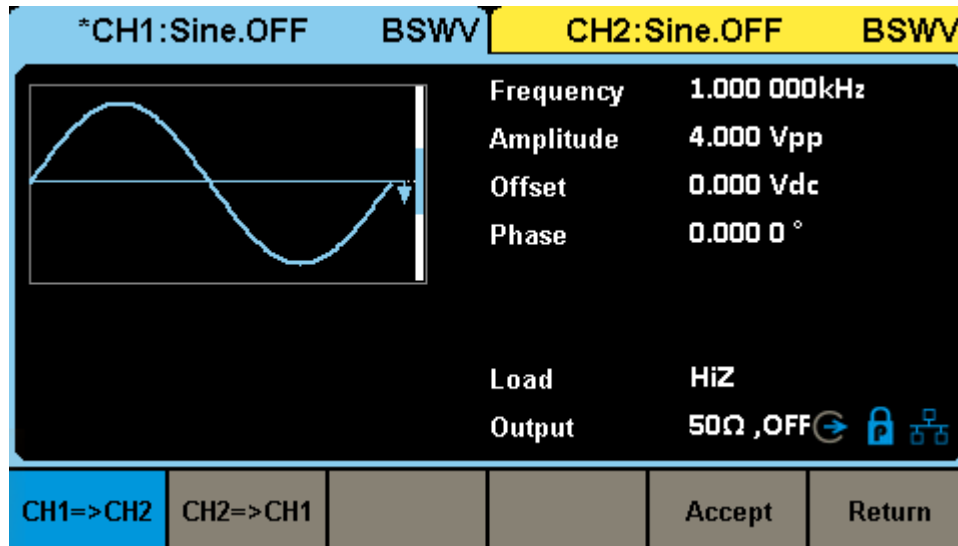 *CH1:Sine.OFF BSWV CH2:Sine.OFF BSWV
Frequency 1.000 000kHz
Amplitude 4.000 Vpp
Offset 0.000 Vdc
Phase 0.000 0 °
Load HiZ
Output 50Ω ,OFF P
CH1=>CH2 CH2=>CH1 Accept Return